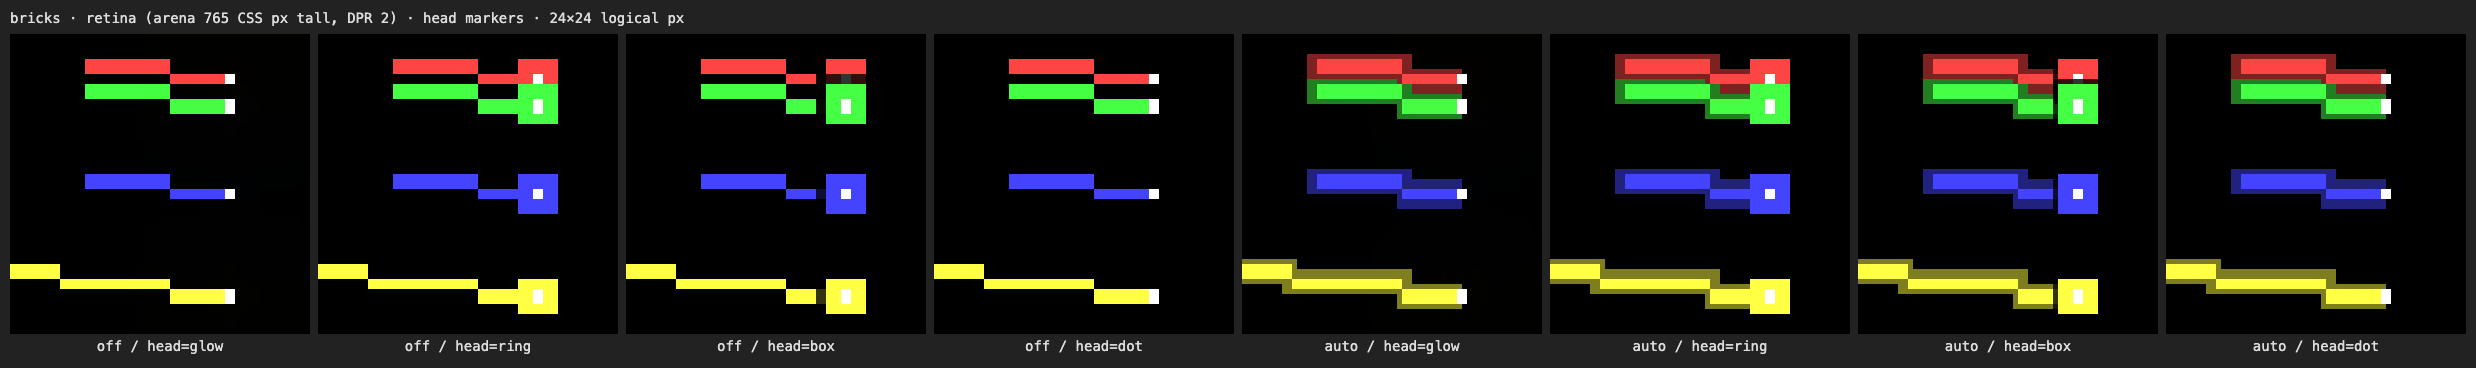 bricks · retina (arena 765 CSS px tall, DPR 2) · head markers · 24×24 logical px
off / head=glow
off / head=ring
off / head=box
off / head=dot
auto / head=glow
auto / head=ring
auto / head=box
auto / head=dot